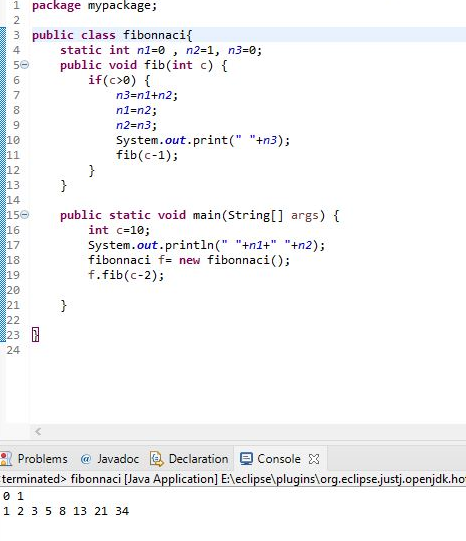 1 package mypackage;
2
3 public class fibonnaci{
4 static int n1=0 , n2=1, n3=0;
5 public void fib(int c) {
6 if(c>0) {
7 n3=n1+n2;
8 n1=n2;
9 n2=n3;
10 System.out.print(" "+n3);
11 fib(c-1);
12 }
13 }
14
15 public static void main(String[] args) {
16 int c=10;
17 System.out.println(" "+n1+" "+n2);
18 fibonnaci f= new fibonnaci();
19 f.fib(c-2);
20
21 }
22
23 }
24
Problems @ Javadoc Declaration Console
terminated> fibonnaci [Java Application] E:\eclipse\plugins\org.eclipse.justj.openjdk.ho
0 1
1 2 3 5 8 13 21 34